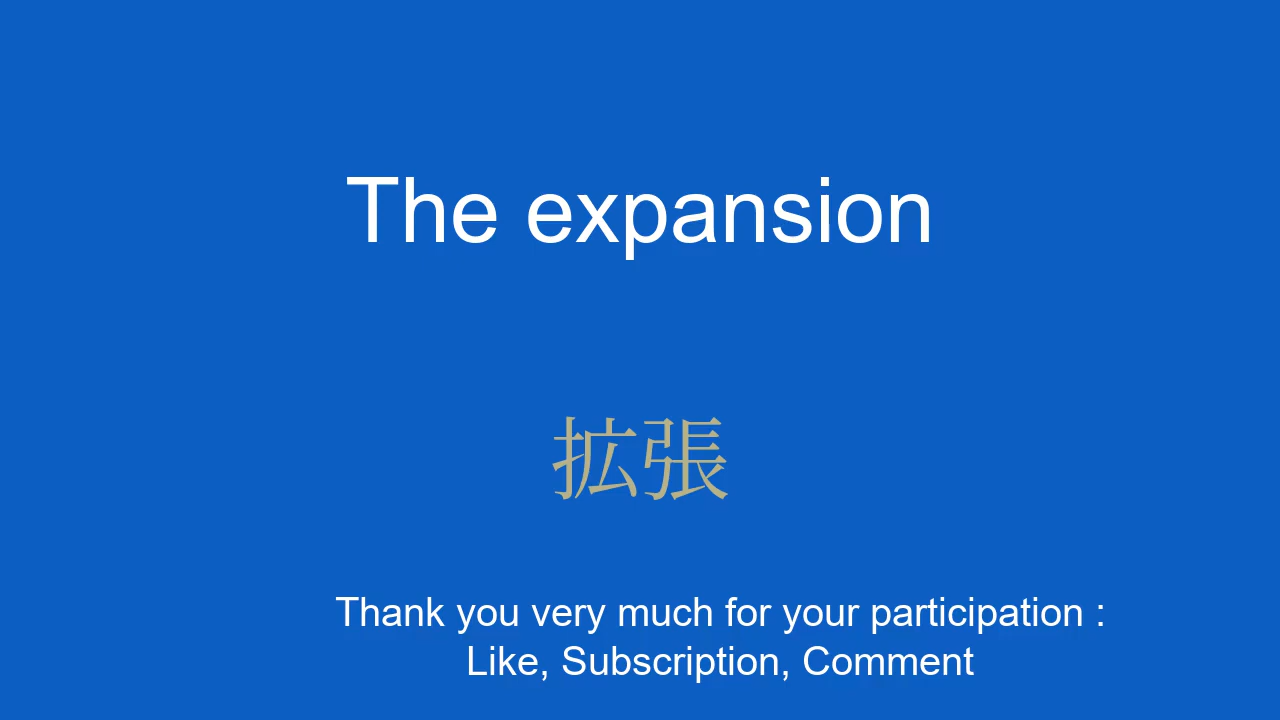 The expansion
拡張
Thank you very much for your participation :
Like, Subscription, Comment